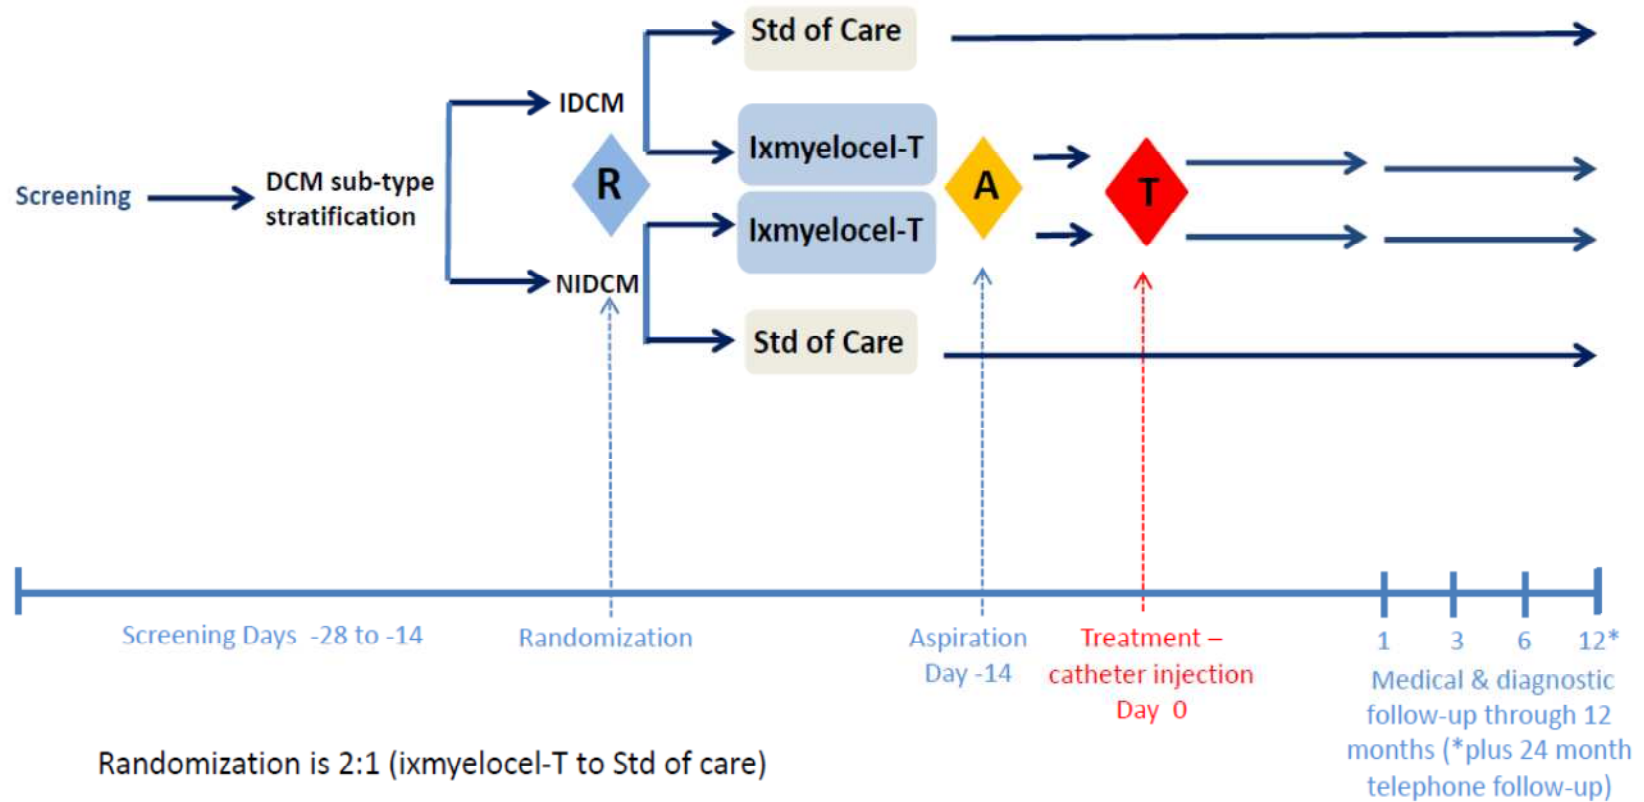 Std of Care
IDCM
Ixmyelocel-T
Screening
DCM sub-type
stratification
R
A
T
Ixmyelocel-T
NIDCM
Std of Care
Screening Days -28 to -14
Randomization
Aspiration
Day -14
Treatment –
catheter injection
Day 0
1 3 6 12*
Medical & diagnostic
follow-up through 12
months (*plus 24 month
telephone follow-up)
Randomization is 2:1 (ixmyelocel-T to Std of care)